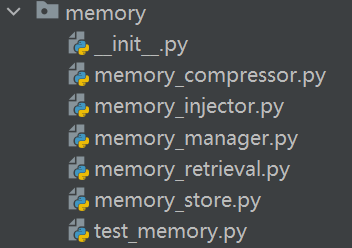 memory
__init__.py
memory_compressor.py
memory_injector.py
memory_manager.py
memory_retrieval.py
memory_store.py
test_memory.py